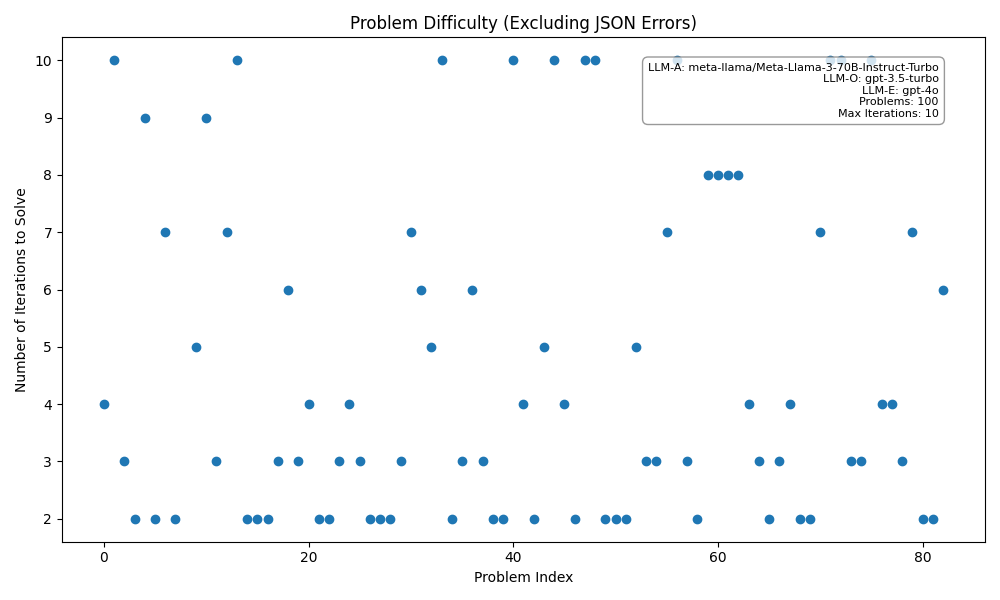 Problem Difficulty (Excluding JSON Errors)
10
9
8
7
6
5
4
3
2
Number of Iterations to Solve
LLM-A: meta-llama/Meta-Llama-3-70B-Instruct-Turbo
LLM-O: gpt-3.5-turbo
LLM-E: gpt-4o
Problems: 100
Max Iterations: 10
0 20 40 60 80
Problem Index